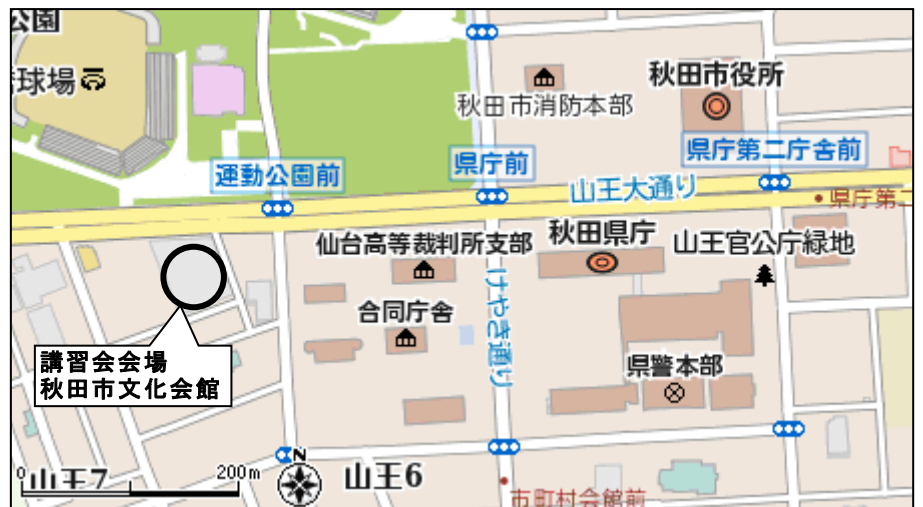 公園
球場
秋田市役所
秋田市消防本部
運動公園前
県庁前
県庁第二庁舎前
山王大通り
県庁第二
仙台高等裁判所支部
秋田県庁
山王官公庁緑地
けやき通り
合同庁舎
講習会会場
秋田市文化会館
県警本部
0
200m
N
山王7
山王6
市町村会館前